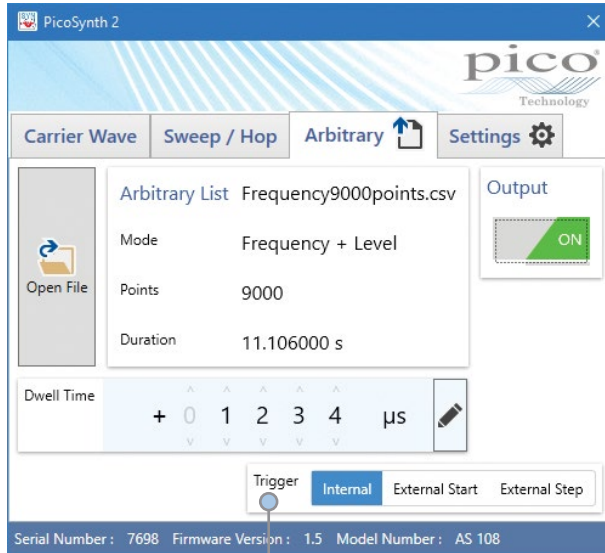 PicoSynth 2
pico
Technology
Carrier Wave Sweep / Hop Arbitrary Settings
Open File
Arbitrary List Frequency9000points.csv
Mode Frequency + Level
Points 9000
Duration 11.106000 s
Output
ON
Dwell Time + 0 1 2 3 4 µs
Trigger Internal External Start External Step
Serial Number : 7698 Firmware Version : 1.5 Model Number : AS 108